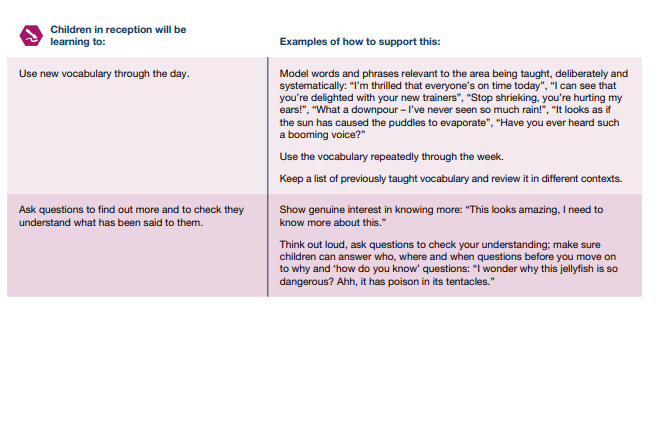 Children in reception will be
learning to:
Examples of how to support this:
Use new vocabulary through the day.
Model words and phrases relevant to the area being taught, deliberately and
systematically: “I’m thrilled that everyone’s on time today”, “I can see that
you’re delighted with your new trainers”, “Stop shrieking, you’re hurting my
ears!”, “What a downpour – I’ve never seen so much rain!”, “It looks as if
the sun has caused the puddles to evaporate”, “Have you ever heard such
a booming voice?”
Use the vocabulary repeatedly through the week.
Keep a list of previously taught vocabulary and review it in different contexts.
Ask questions to find out more and to check they
understand what has been said to them.
Show genuine interest in knowing more: “This looks amazing, I need to
know more about this.”
Think out loud, ask questions to check your understanding; make sure
children can answer who, where and when questions before you move on
to why and ‘how do you know’ questions: “I wonder why this jellyfish is so
dangerous? Ahh, it has poison in its tentacles.”